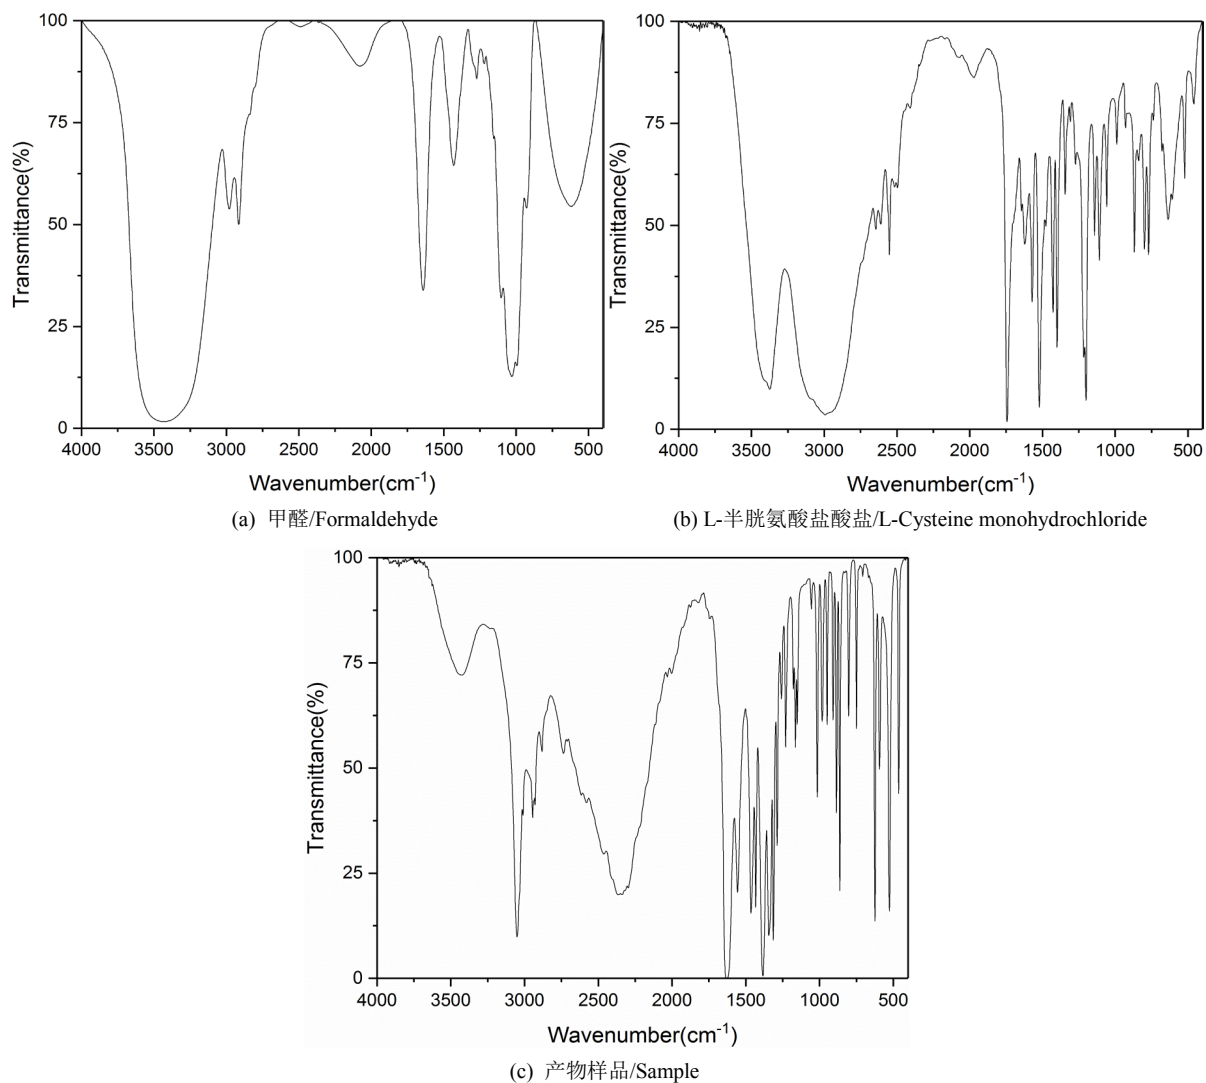 100
75
50
25
0
Transmittance(%)
4000 3500 3000 2500 2000 1500 1000 500
Wavenumber(cm⁻¹)
(a) 甲醛/Formaldehyde
100
75
50
25
0
Transmittance(%)
4000 3500 3000 2500 2000 1500 1000 500
Wavenumber(cm⁻¹)
(b) L-半胱氨酸盐酸盐/L-Cysteine monohydrochloride
100
75
50
25
0
Transmittance(%)
4000 3500 3000 2500 2000 1500 1000 500
Wavenumber(cm⁻¹)
(c) 产物样品/Sample